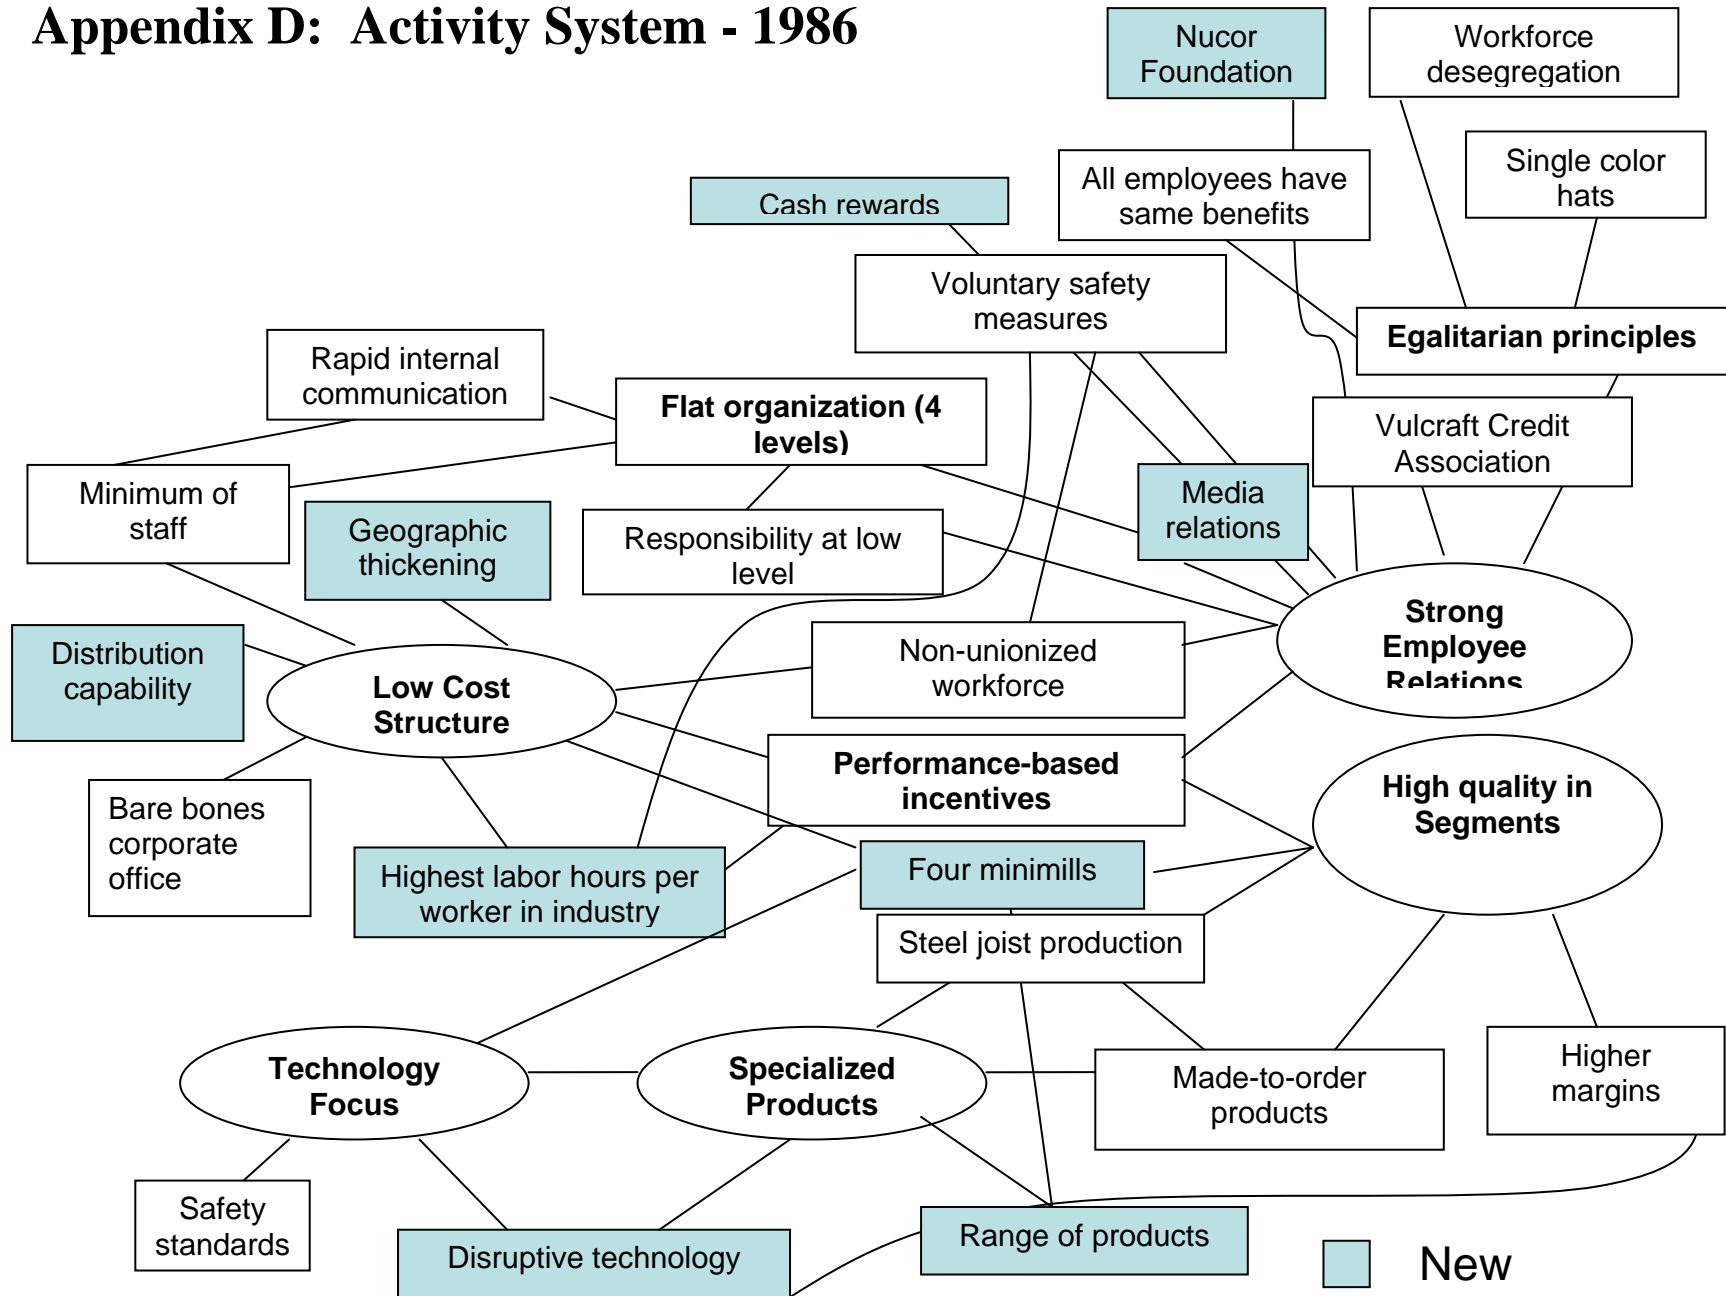 Appendix D: Activity System - 1986
Nucor
Foundation
Workforce
desegregation
Single color
hats
All employees have
same benefits
Cash rewards
Voluntary safety
measures
Egalitarian principles
Rapid internal
communication
Flat organization (4
levels)
Vulcraft Credit
Association
Minimum of
staff
Geographic
thickening
Responsibility at low
level
Media
relations
Distribution
capability
Low Cost
Structure
Non-unionized
workforce
Strong
Employee
Relations
Bare bones
corporate
office
Performance-based
incentives
High quality in
Segments
Highest labor hours per
worker in industry
Four minimills
Steel joist production
Technology
Focus
Specialized
Products
Made-to-order
products
Higher
margins
Safety
standards
Disruptive technology
Range of products
New